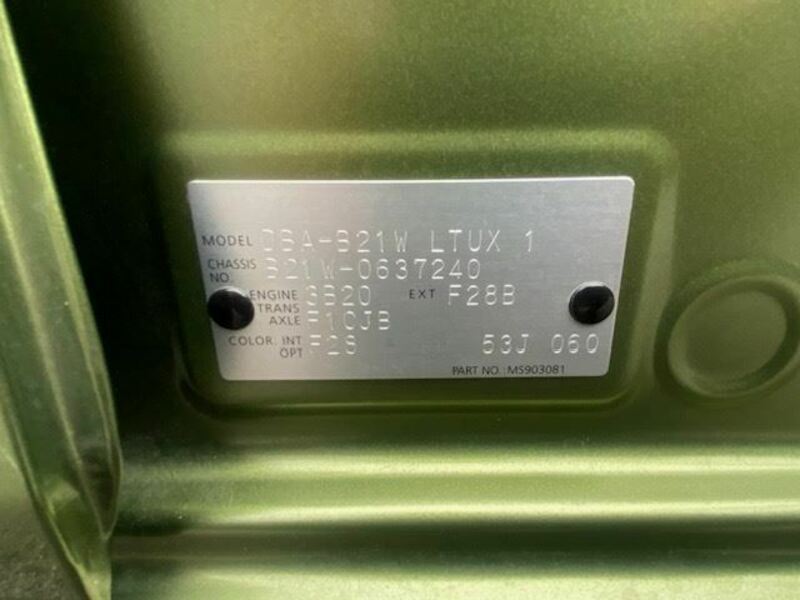 MODEL DBA-B21W LTUX 1
CHASSIS NO. B21W-0637240
ENGINE 3B20 EXT F28B
TRANS AXLE F1CJB
COLOR: INT OPT F28 53J 060
PART NO.: MS903081